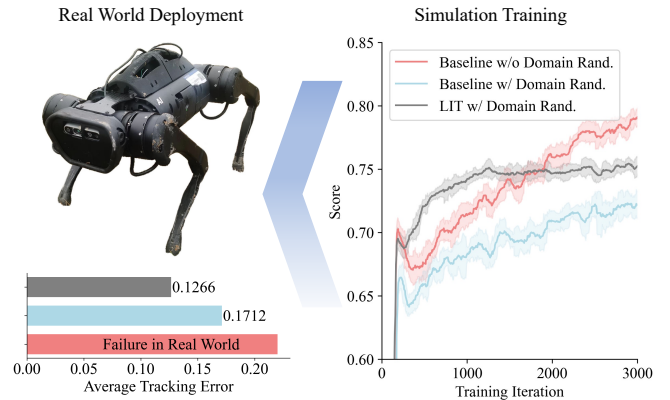 Real World Deployment
0.1266
0.1712
Failure in Real World
0.00 0.05 0.10 0.15 0.20
Average Tracking Error
Simulation Training
0.85
0.80
0.75
0.70
0.65
0.60
Score
Baseline w/o Domain Rand.
Baseline w/ Domain Rand.
LIT w/ Domain Rand.
0 1000 2000 3000
Training Iteration